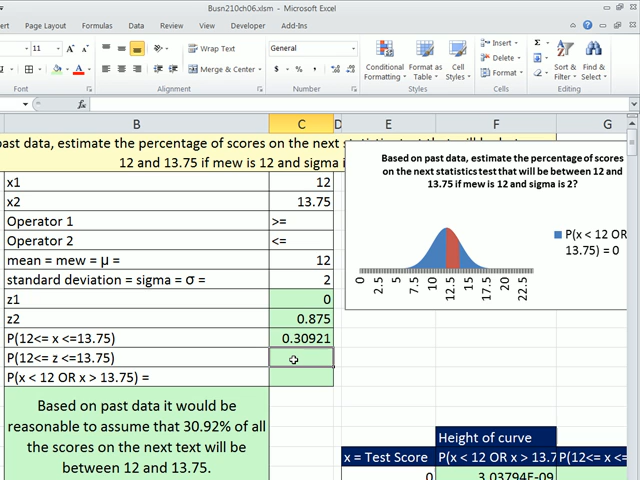 Busn210ch06.xlsm - Microsoft Excel
Insert Page Layout Formulas Data Review View Developer Add-Ins
11 Wrap Text General Insert Σ
Merge & Center $ % Conditional Formatting Format as Table Cell Styles Delete Format Sort & Filter Find & Select
Font Alignment Number Styles Cells Editing
fx
B C D E F G
past data, estimate the percentage of scores on the next
12 and 13.75 if mew is 12 and sigma i
x1 12
x2 13.75
Operator 1 >=
Operator 2 <=
mean = mew = µ = 12
standard deviation = sigma = σ = 2
z1 0
z2 0.875
P(12<= x <=13.75) 0.30921
P(12<= z <=13.75)
P(x < 12 OR x > 13.75) =
Based on past data it would be
reasonable to assume that 30.92% of all
the scores on the next text will be
between 12 and 13.75.
Based on past data, estimate the percentage of scores
on the next statistics test that will be between 12 and
13.75 if mew is 12 and sigma is 2?
P(x < 12 OR
13.75) = 0
0 2.5 5 7.5 10 12.5 15 17.5 20 22.5
Height of curve
x = Test Score P(x < 12 OR x > 13.7 P(12<= x <=
0 3.03794E-09